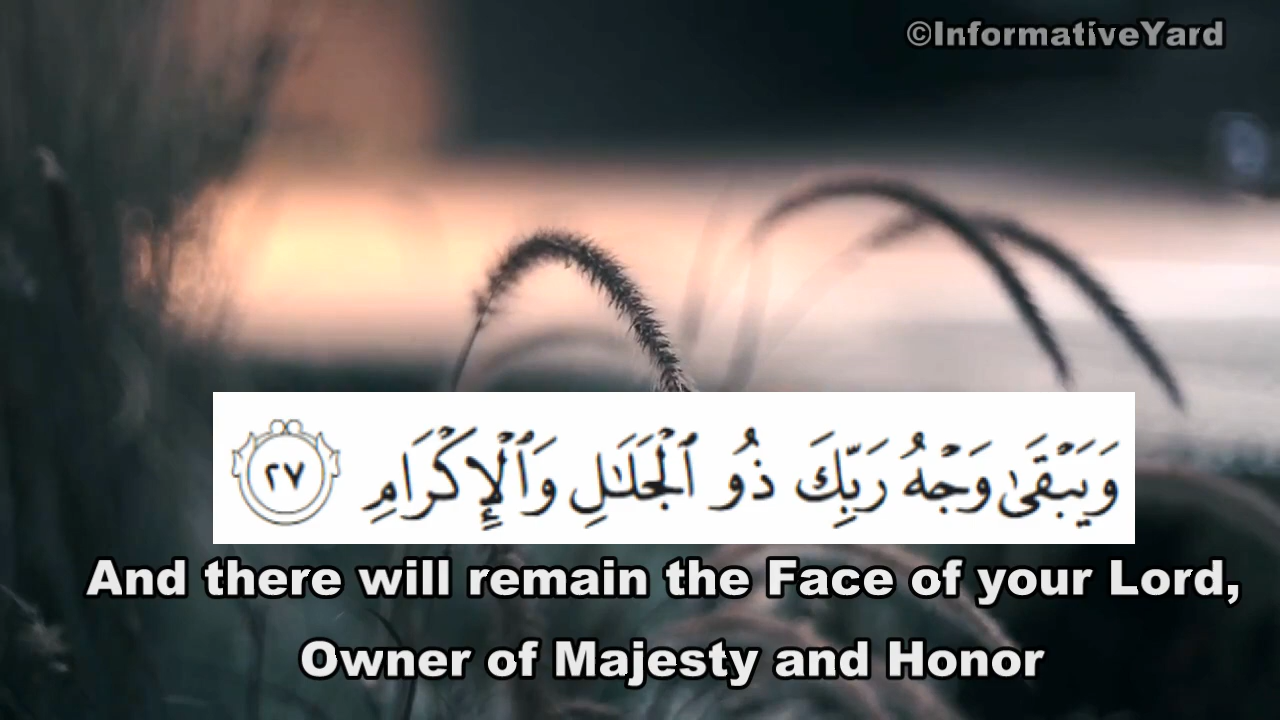 ©InformativeYard
وَيَبْقَىٰ وَجْهُ رَبِّكَ ذُو ٱلْجَلَـٰلِ وَٱلْإِكْرَامِ ٢٧
And there will remain the Face of your Lord,
Owner of Majesty and Honor